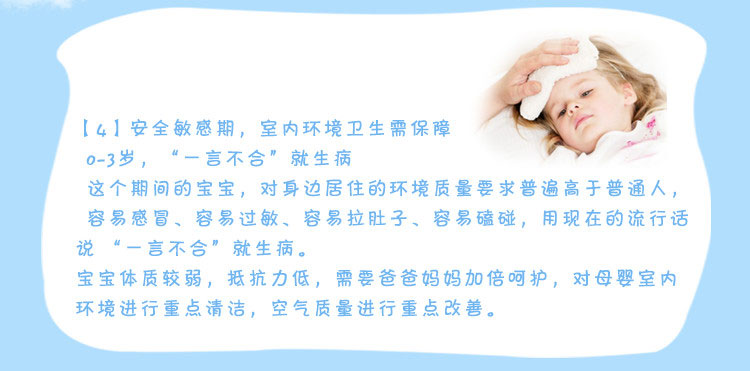 【4】安全敏感期，室内环境卫生需保障
0-3岁，“一言不合”就生病
这个期间的宝宝，对身边居住的环境质量要求普遍高于普通人，
容易感冒、容易过敏、容易拉肚子、容易磕碰，用现在的流行话
说 “一言不合”就生病。
宝宝体质较弱，抵抗力低，需要爸爸妈妈加倍呵护，对母婴室内
环境进行重点清洁，空气质量进行重点改善。